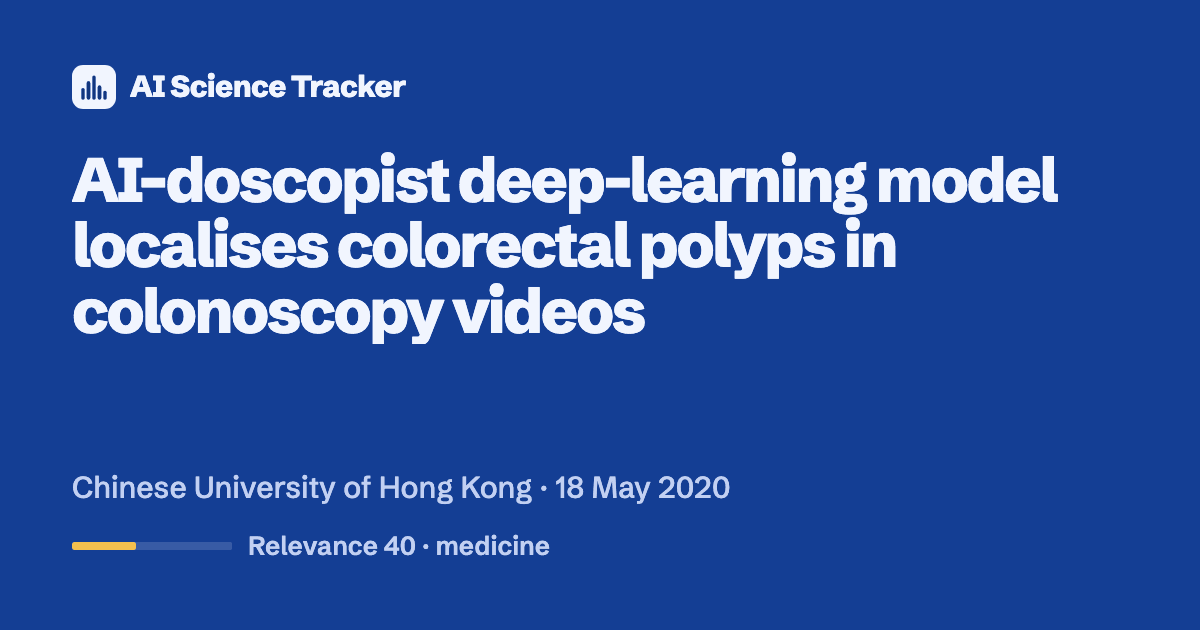 AI Science Tracker
AI-doscopist deep-learning model
localises colorectal polyps in
colonoscopy videos
Chinese University of Hong Kong · 18 May 2020
Relevance 40 · medicine